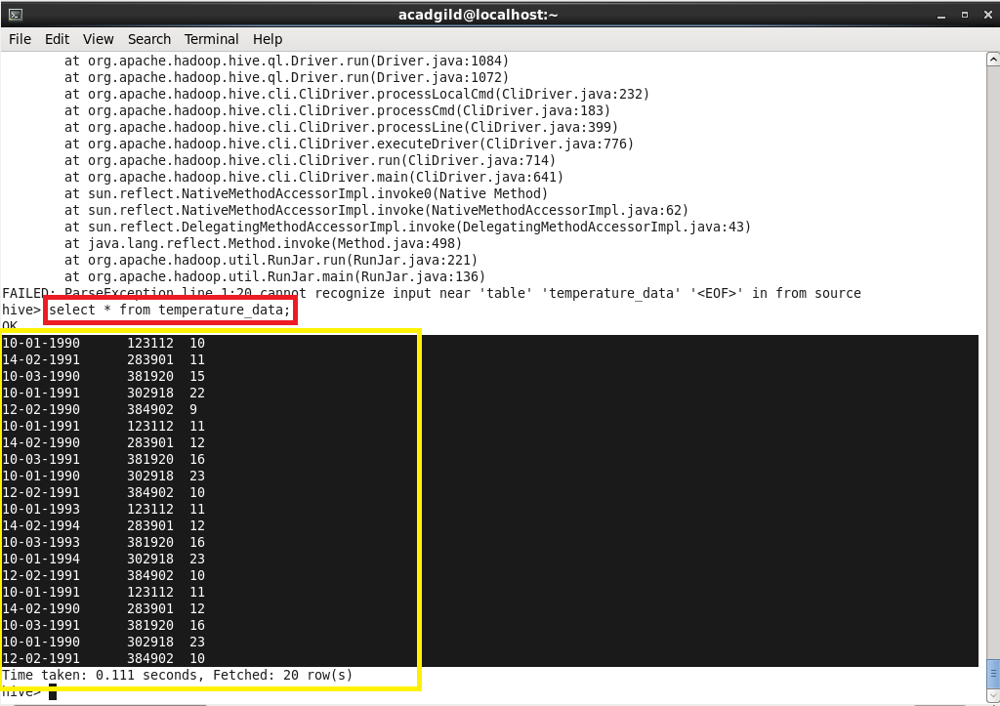 acadgild@localhost:~
File Edit View Search Terminal Help
at org.apache.hadoop.hive.ql.Driver.run(Driver.java:1084)
at org.apache.hadoop.hive.ql.Driver.run(Driver.java:1072)
at org.apache.hadoop.hive.cli.CliDriver.processLocalCmd(CliDriver.java:232)
at org.apache.hadoop.hive.cli.CliDriver.processCmd(CliDriver.java:183)
at org.apache.hadoop.hive.cli.CliDriver.processLine(CliDriver.java:399)
at org.apache.hadoop.hive.cli.CliDriver.executeDriver(CliDriver.java:776)
at org.apache.hadoop.hive.cli.CliDriver.run(CliDriver.java:714)
at org.apache.hadoop.hive.cli.CliDriver.main(CliDriver.java:641)
at sun.reflect.NativeMethodAccessorImpl.invoke0(Native Method)
at sun.reflect.NativeMethodAccessorImpl.invoke(NativeMethodAccessorImpl.java:62)
at sun.reflect.DelegatingMethodAccessorImpl.invoke(DelegatingMethodAccessorImpl.java:43)
at java.lang.reflect.Method.invoke(Method.java:498)
at org.apache.hadoop.util.RunJar.run(RunJar.java:221)
at org.apache.hadoop.util.RunJar.main(RunJar.java:136)
FAILED: ParseException line 1:20 cannot recognize input near 'table' 'temperature_data' '<EOF>' in from source
hive> select * from temperature_data;
OK
10-01-1990 123112 10
14-02-1991 283901 11
10-03-1990 381920 15
10-01-1991 302918 22
12-02-1990 384902 9
10-01-1991 123112 11
14-02-1990 283901 12
10-03-1991 381920 16
10-01-1990 302918 23
12-02-1991 384902 10
10-01-1993 123112 11
14-02-1994 283901 12
10-03-1993 381920 16
10-01-1994 302918 23
12-02-1991 384902 10
10-01-1991 123112 11
14-02-1990 283901 12
10-03-1991 381920 16
10-01-1990 302918 23
12-02-1991 384902 10
Time taken: 0.111 seconds, Fetched: 20 row(s)
hive>